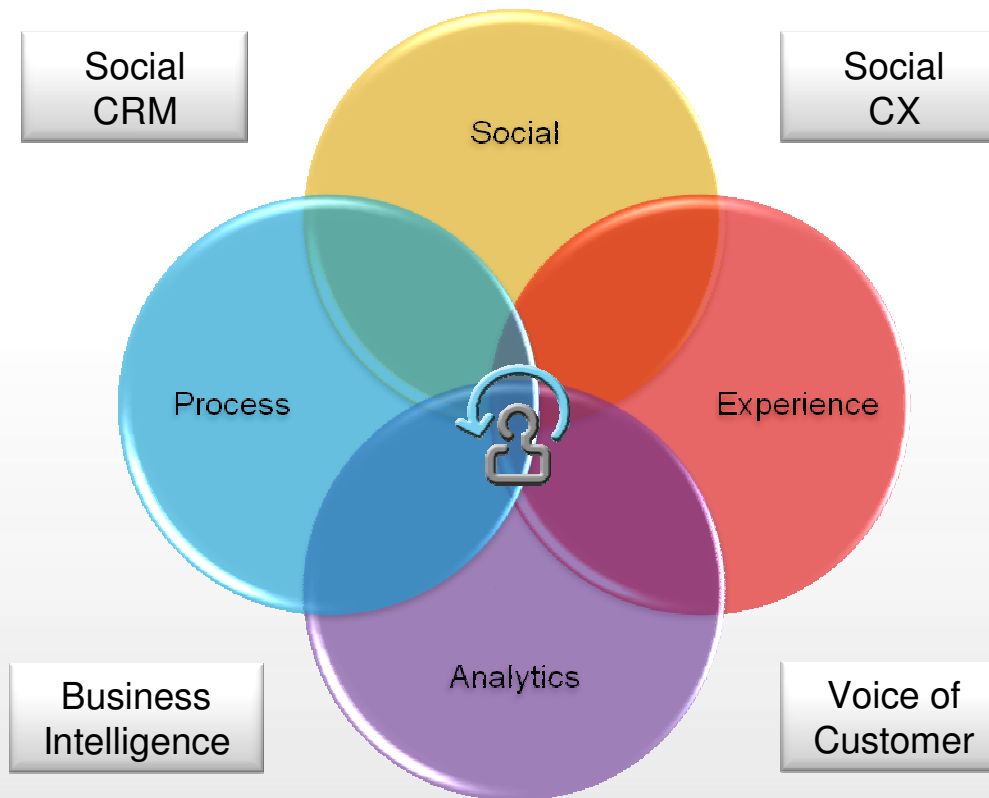 Social
CRM
Social
CX
Social
Process
Experience
Analytics
Business
Intelligence
Voice of
Customer